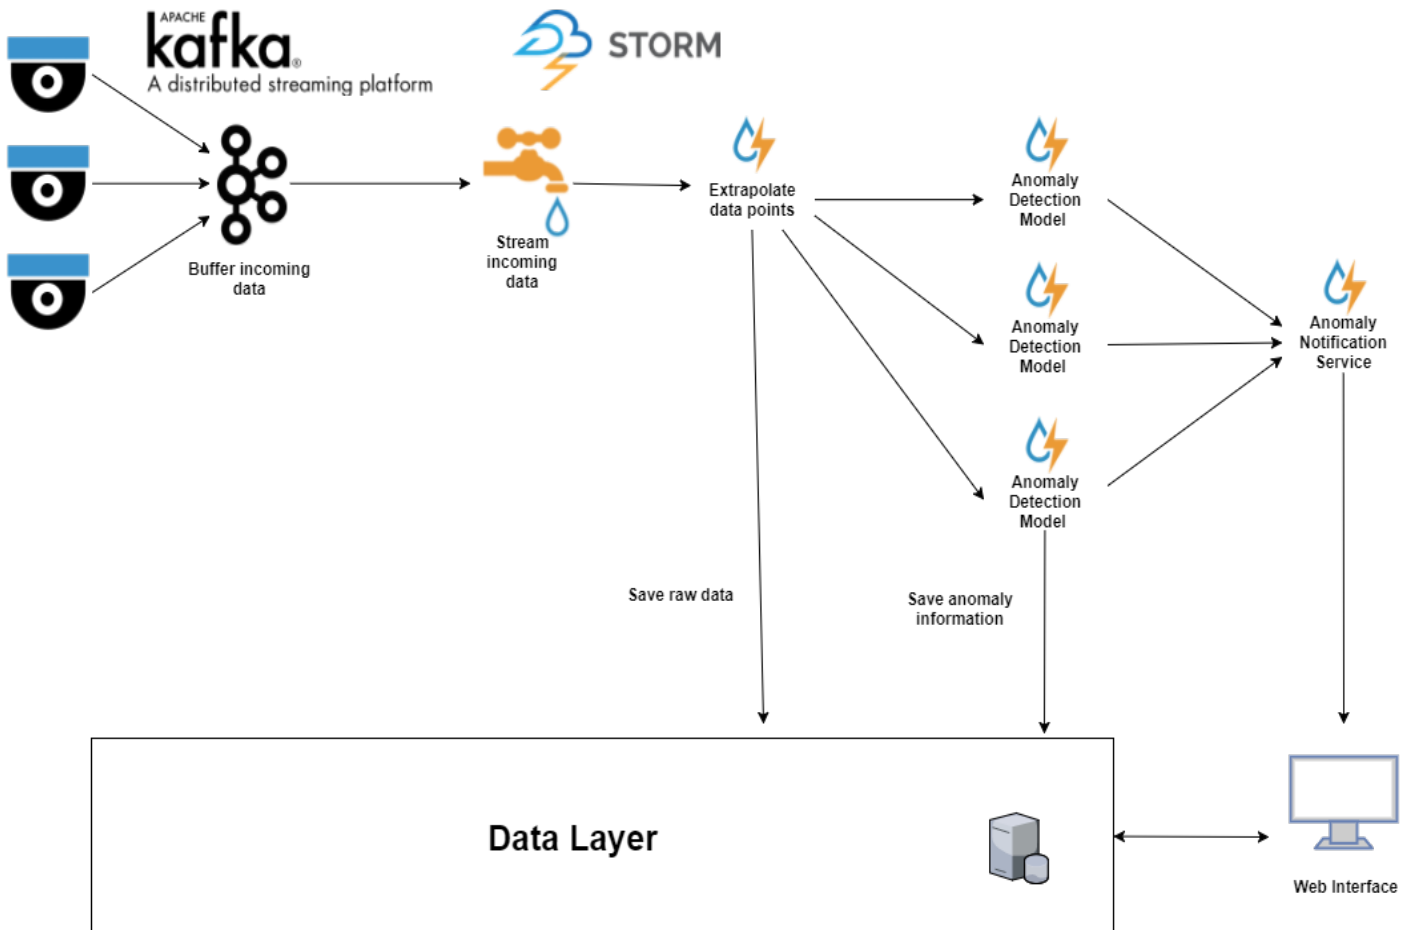 APACHE
kafka®
A distributed streaming platform
STORM
Buffer incoming
data
Stream
incoming
data
Extrapolate
data points
Anomaly
Detection
Model
Anomaly
Detection
Model
Anomaly
Detection
Model
Anomaly
Notification
Service
Save raw data
Save anomaly
information
Data Layer
Web Interface